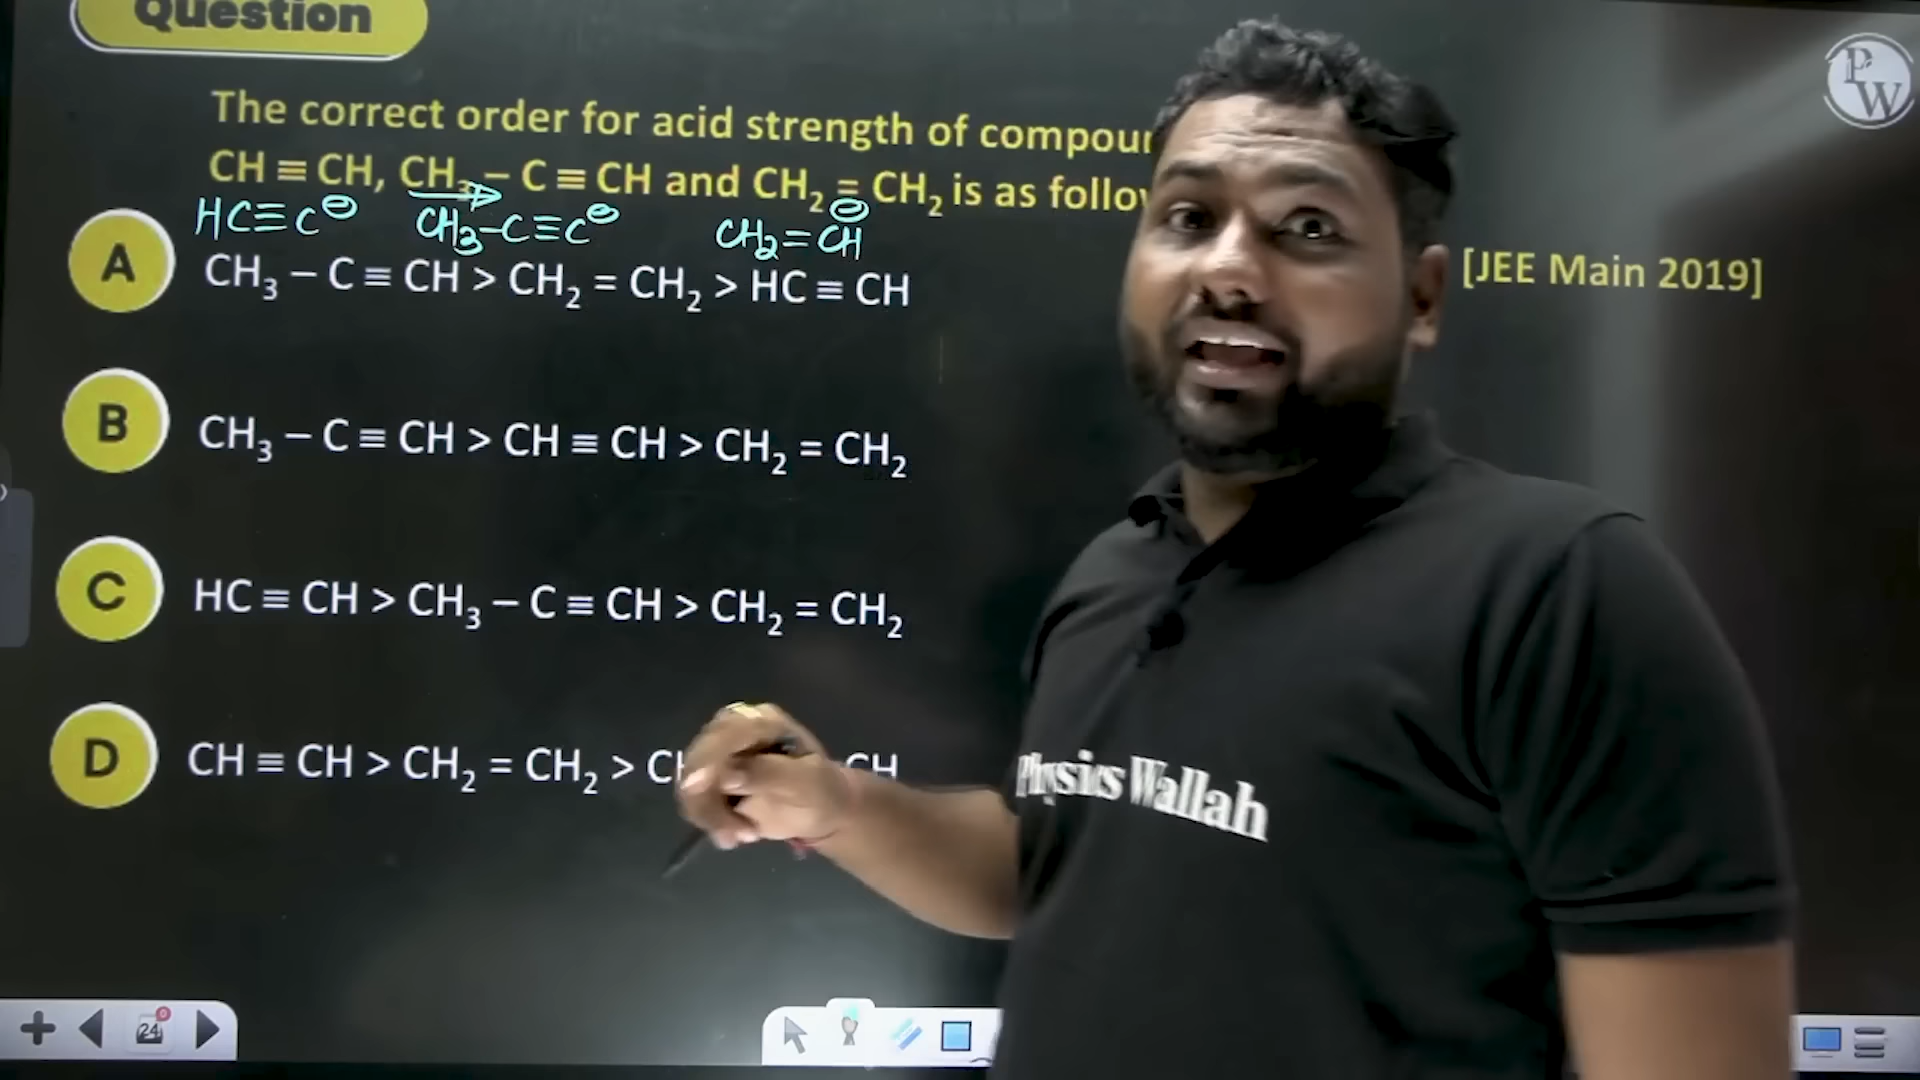 Question
The correct order for acid strength of
CH ≡ CH, CH₃ – C ≡ CH and CH₂ = CH₂ is as
HC≡C⊖ CH₃–C≡C⊖ CH₂=CH⊖
[JEE Main 2019]
A CH₃ – C ≡ CH > CH₂ = CH₂ > HC ≡ CH
B CH₃ – C ≡ CH > CH ≡ CH > CH₂ = CH₂
C HC ≡ CH > CH₃ – C ≡ CH > CH₂ = CH₂
D CH ≡ CH > CH₂ = CH₂ > CH
PW
Physics Wallah
24